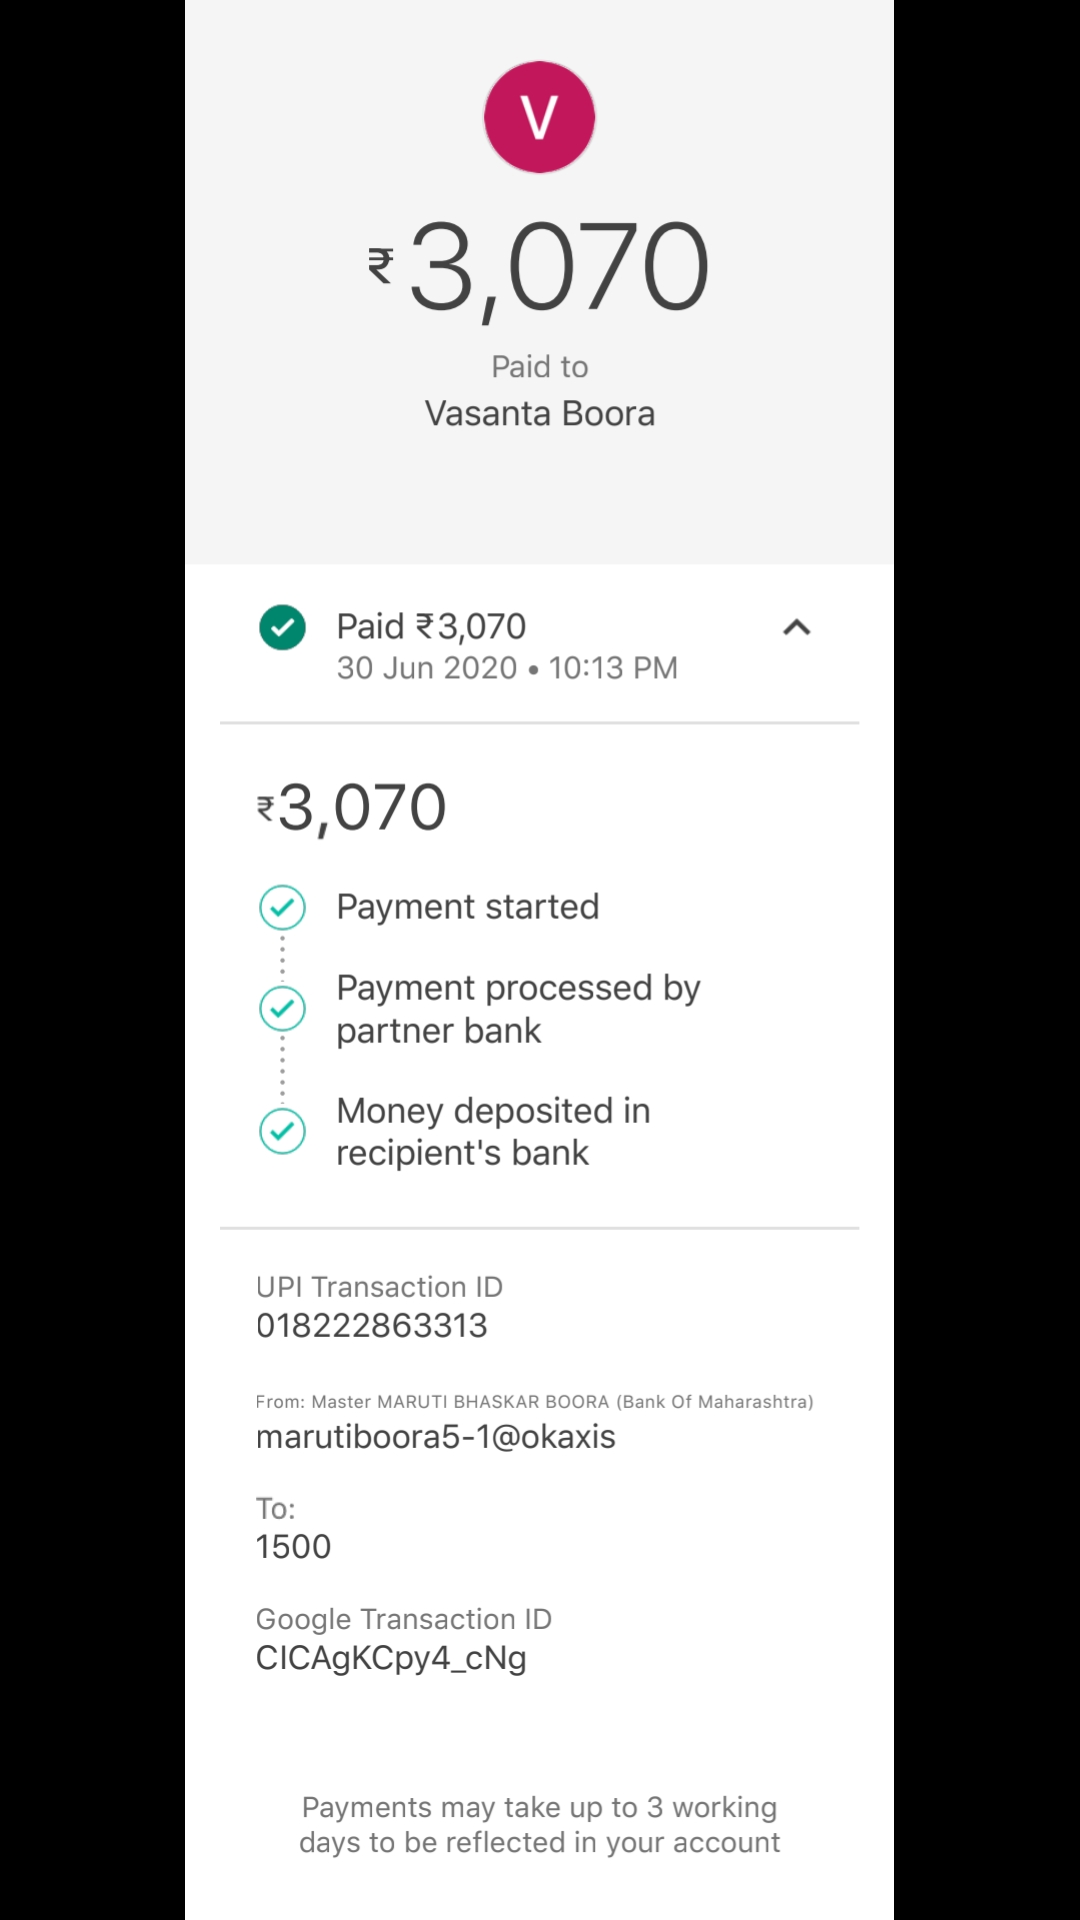 V
₹3,070
Paid to
Vasanta Boora
Paid ₹3,070
30 Jun 2020 • 10:13 PM
₹3,070
Payment started
Payment processed by
partner bank
Money deposited in
recipient's bank
UPI Transaction ID
018222863313
From: Master MARUTI BHASKAR BOORA (Bank Of Maharashtra)
marutiboora5-1@okaxis
To:
1500
Google Transaction ID
CICAgKCpy4_cNg
Payments may take up to 3 working
days to be reflected in your account